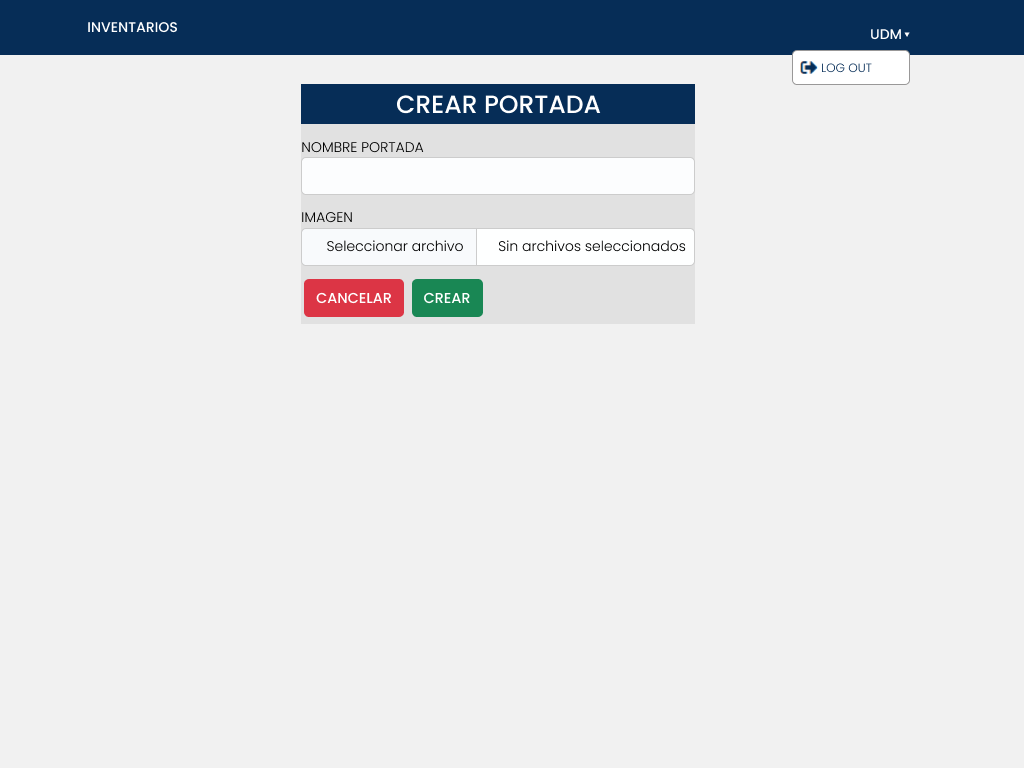 INVENTARIOS
UDM
LOG OUT
CREAR PORTADA
NOMBRE PORTADA
IMAGEN
Seleccionar archivo
Sin archivos seleccionados
CANCELAR
CREAR